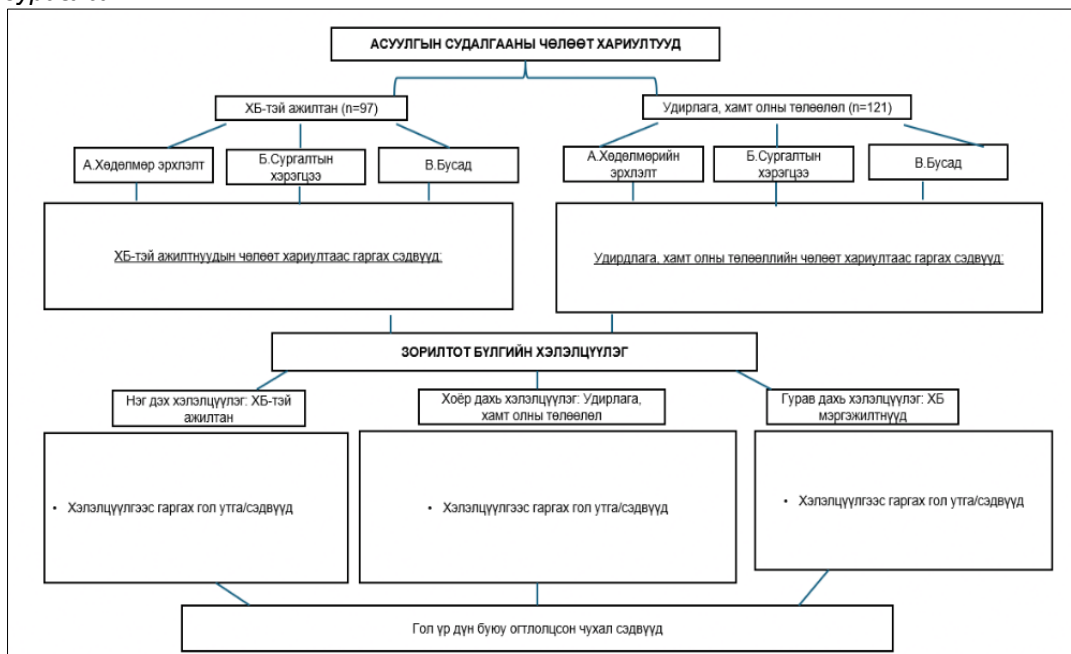 АСУУЛГЫН СУДАЛГААНЫ ЧӨЛӨӨТ ХАРИУЛТУУД
ХБ-тэй ажилтан (n=97)
Удирлага, хамт олны төлөөлөл (n=121)
А.Хөдөлмөр эрхлэлт
Б.Сургалтын
хэрэгцээ
В.Бусад
А.Хөдөлмөрийн
эрхлэлт
Б.Сургалтын
хэрэгцээ
В.Бусад
ХБ-тэй ажилтнуудын чөлөөт хариултаас гаргах сэдвүүд:
Удирдлага, хамт олны төлөөллийн чөлөөт хариултаас гаргах сэдвүүд:
ЗОРИЛТОТ БҮЛГИЙН ХЭЛЭЛЦҮҮЛЭГ
Нэг дэх хэлэлцүүлэг: ХБ-тэй
ажилтан
Хоёр дахь хэлэлцүүлэг: Удирлага,
хамт олны төлөөлөл
Гурав дахь хэлэлцүүлэг: ХБ
мэргэжилтнүүд
• Хэлэлцүүлгээс гаргах гол утга/сэдвүүд
• Хэлэлцүүлгээс гаргах гол утга/сэдвүүд
• Хэлэлцүүлгээс гаргах гол утга/сэдвүүд
Гол үр дүн буюу огтлолцсон чухал сэдвүүд